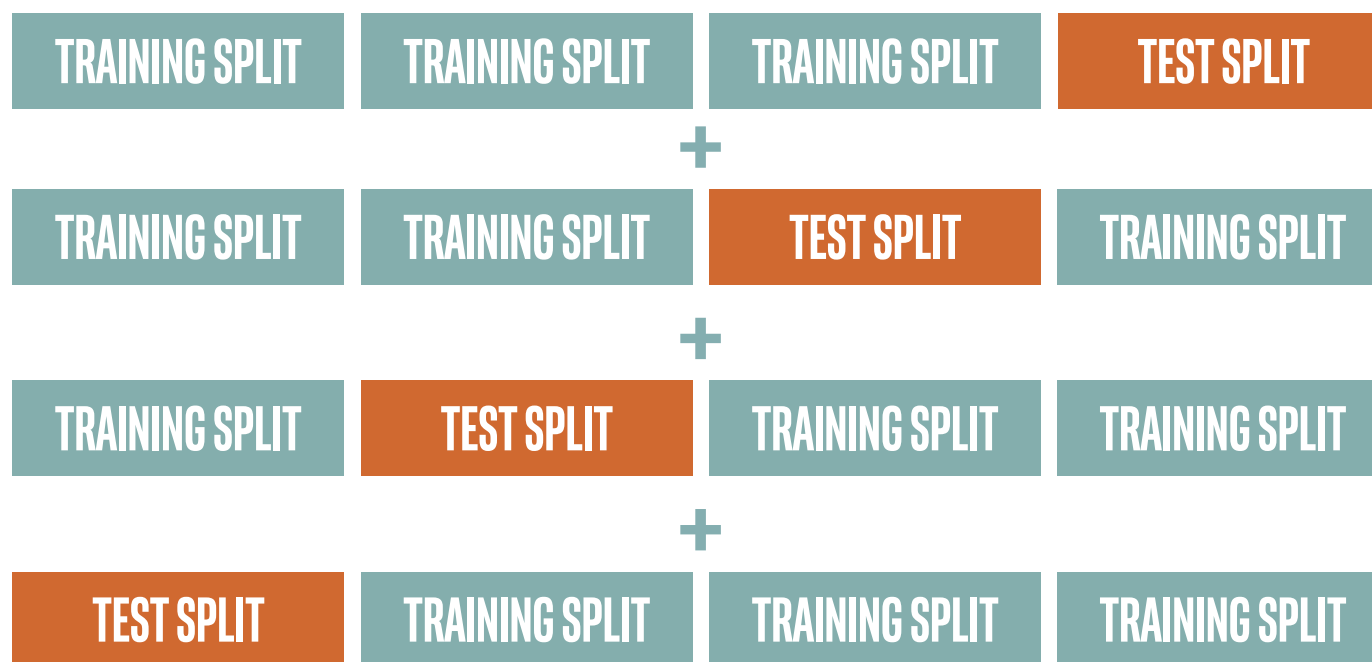 TRAINING SPLIT TRAINING SPLIT TRAINING SPLIT TEST SPLIT
+
TRAINING SPLIT TRAINING SPLIT TEST SPLIT TRAINING SPLIT
+
TRAINING SPLIT TEST SPLIT TRAINING SPLIT TRAINING SPLIT
+
TEST SPLIT TRAINING SPLIT TRAINING SPLIT TRAINING SPLIT